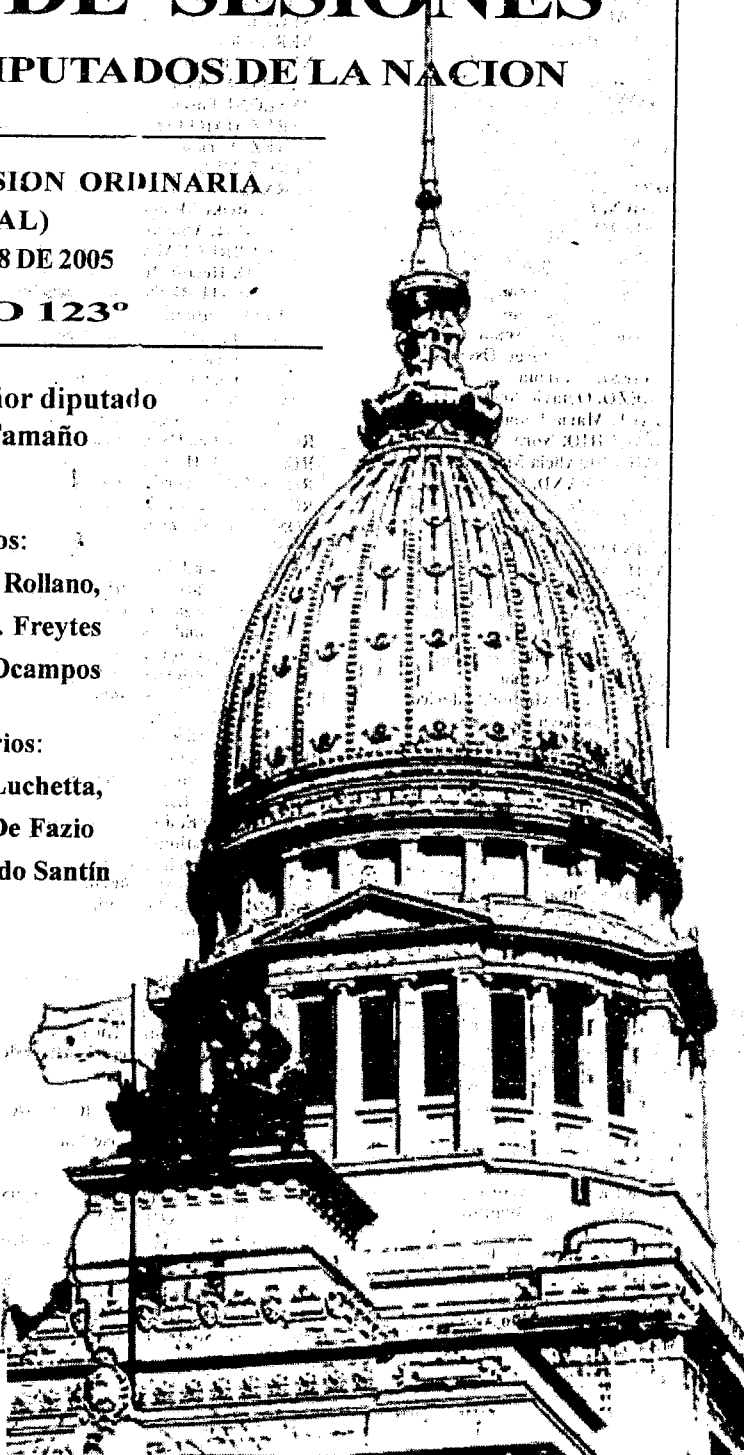 DE SESIONES
IPUTADOS DE LA NACION
SION ORDINARIA
AL)
8 DE 2005
O 123º
ior diputado
Tamaño
os:
Rollano,
. Freytes
Ocampos
rios:
Luchetta,
De Fazio
do Santín